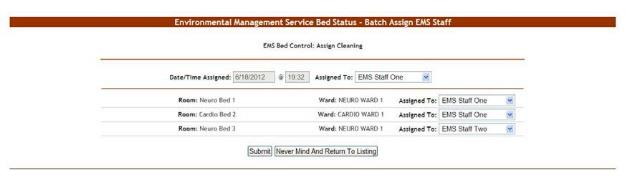 Environmental Management Service Bed Status - Batch Assign EMS Staff
EMS Bed Control: Assign Cleaning
Date/Time Assigned: 6/18/2012 @ 19:32 Assigned To: EMS Staff One
Room: Neuro Bed 1 Ward: NEURO WARD 1 Assigned To: EMS Staff One
Room: Cardio Bed 2 Ward: CARDIO WARD 1 Assigned To: EMS Staff One
Room: Neuro Bed 3 Ward: NEURO WARD 1 Assigned To: EMS Staff Two
Submit Never Mind And Return To Listing